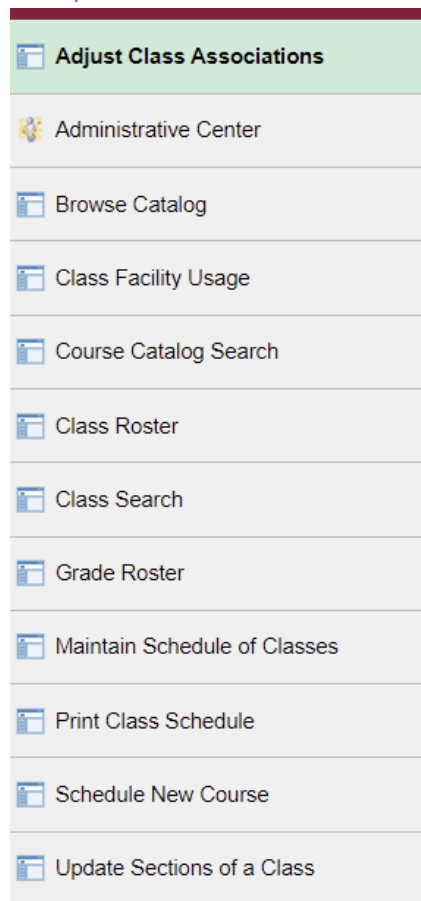 Adjust Class Associations
Administrative Center
Browse Catalog
Class Facility Usage
Course Catalog Search
Class Roster
Class Search
Grade Roster
Maintain Schedule of Classes
Print Class Schedule
Schedule New Course
Update Sections of a Class